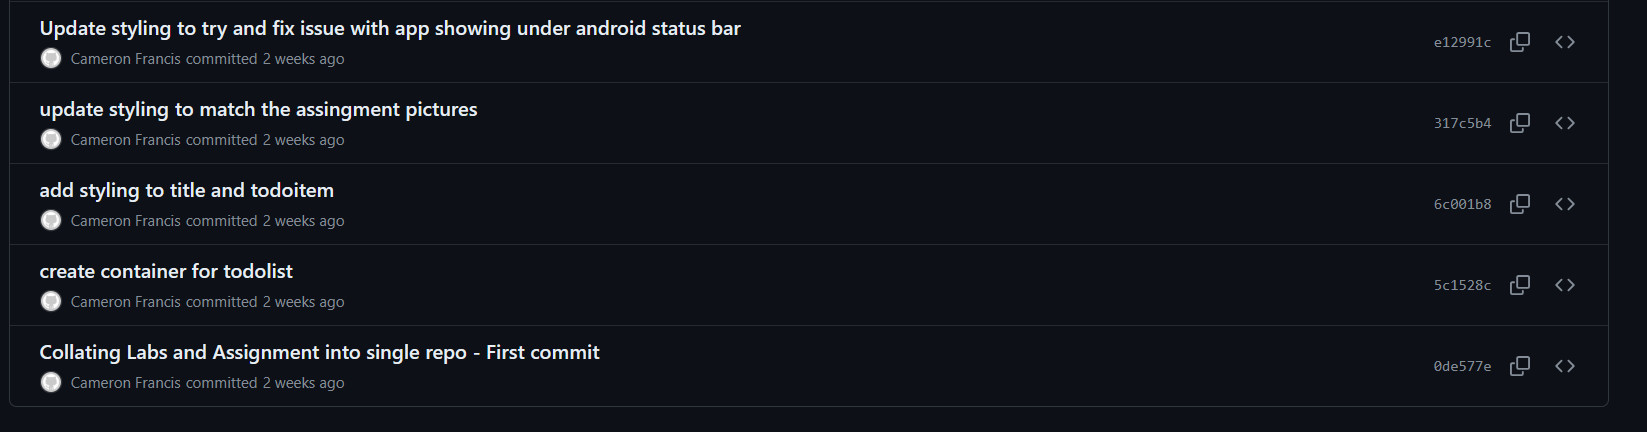 Update styling to try and fix issue with app showing under android status bar
Cameron Francis committed 2 weeks ago
e12991c
update styling to match the assingment pictures
Cameron Francis committed 2 weeks ago
317c5b4
add styling to title and todoitem
Cameron Francis committed 2 weeks ago
6c001b8
create container for todolist
Cameron Francis committed 2 weeks ago
5c1528c
Collating Labs and Assignment into single repo - First commit
Cameron Francis committed 2 weeks ago
0de577e